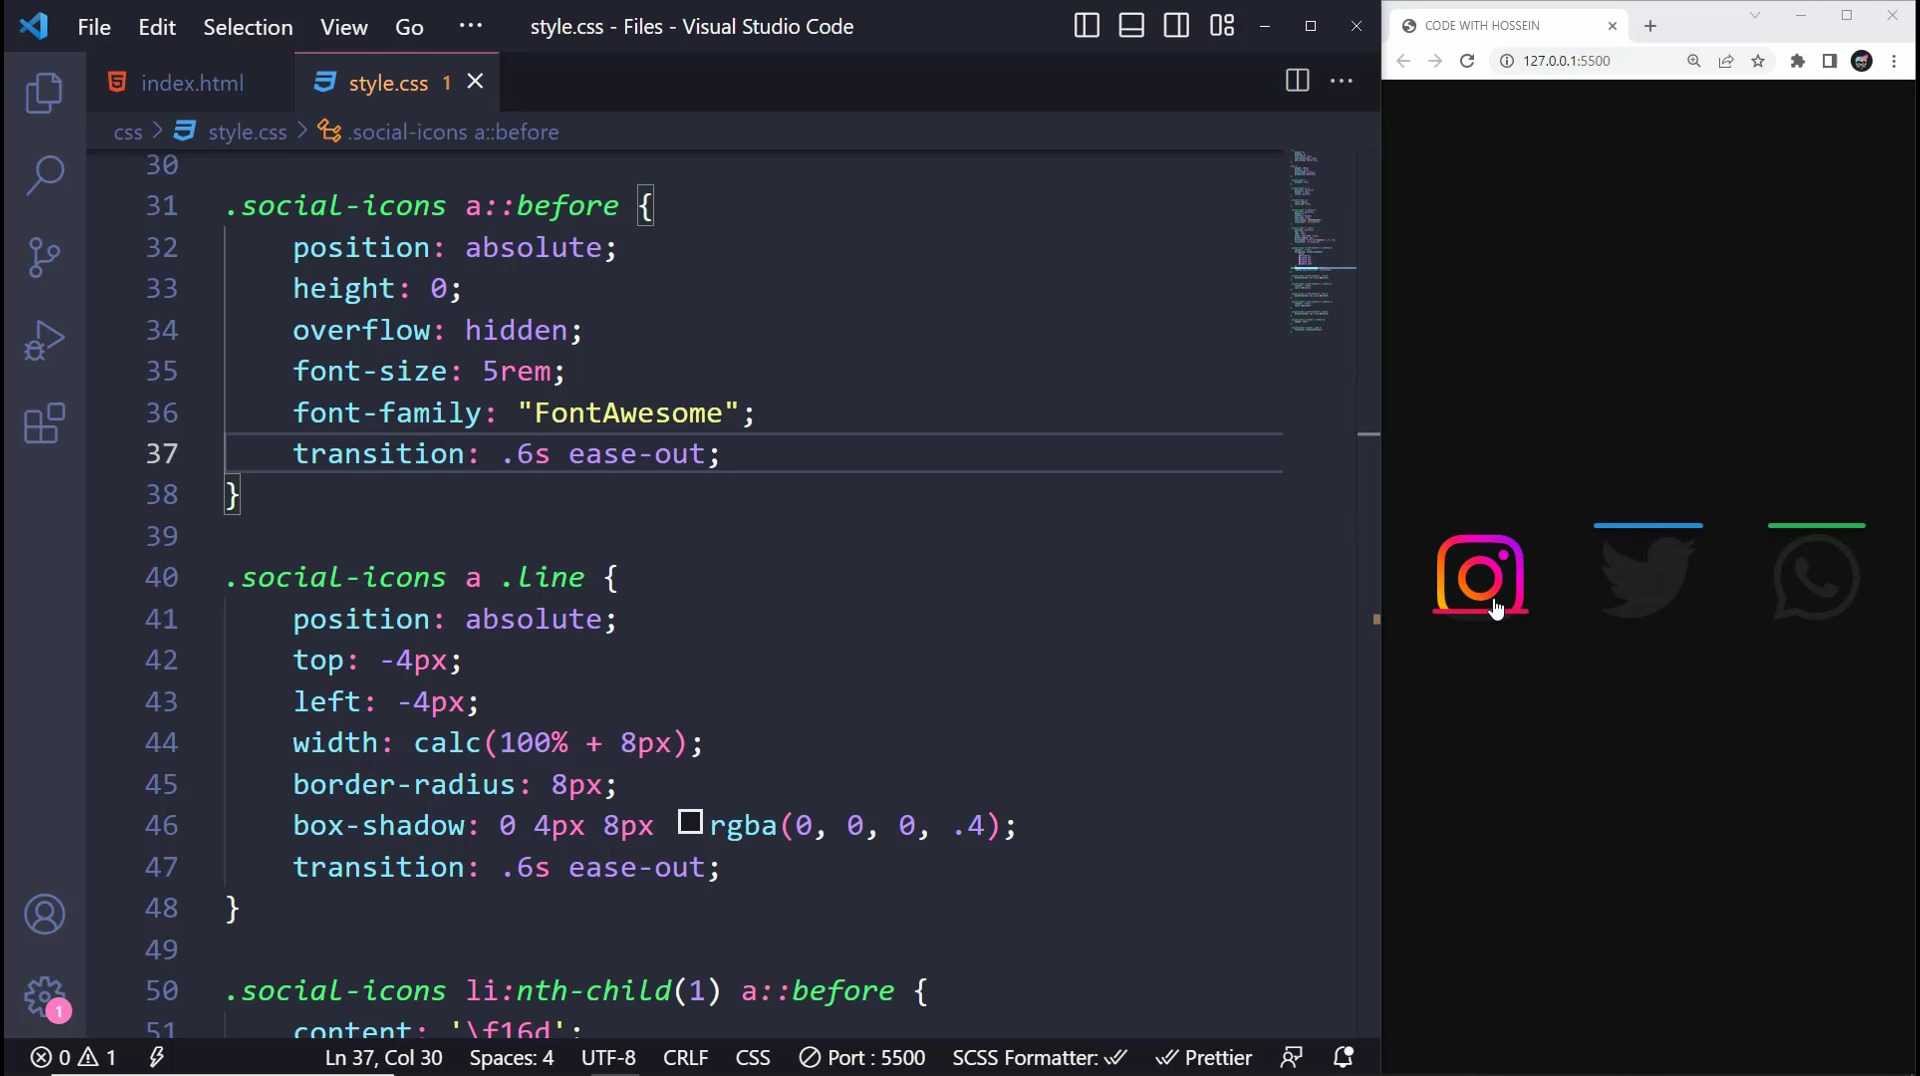 File Edit Selection View Go ··· style.css - Files - Visual Studio Code
index.html style.css 1
css > style.css > .social-icons a::before
30
31 .social-icons a::before {
32 position: absolute;
33 height: 0;
34 overflow: hidden;
35 font-size: 5rem;
36 font-family: "FontAwesome";
37 transition: .6s ease-out;
38 }
39
40 .social-icons a .line {
41 position: absolute;
42 top: -4px;
43 left: -4px;
44 width: calc(100% + 8px);
45 border-radius: 8px;
46 box-shadow: 0 4px 8px rgba(0, 0, 0, .4);
47 transition: .6s ease-out;
48 }
49
50 .social-icons li:nth-child(1) a::before {
51 content: '\f16d';
1
0 1 Ln 37, Col 30 Spaces: 4 UTF-8 CRLF CSS Port : 5500 SCSS Formatter: Prettier
CODE WITH HOSSEIN
127.0.0.1:5500